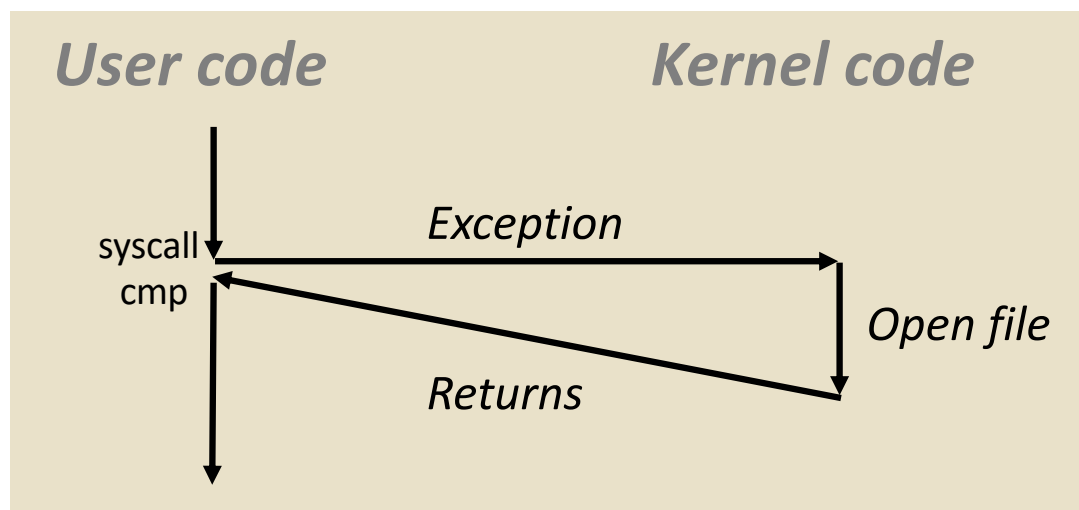 User code
Kernel code
Exception
syscall
cmp
Open file
Returns